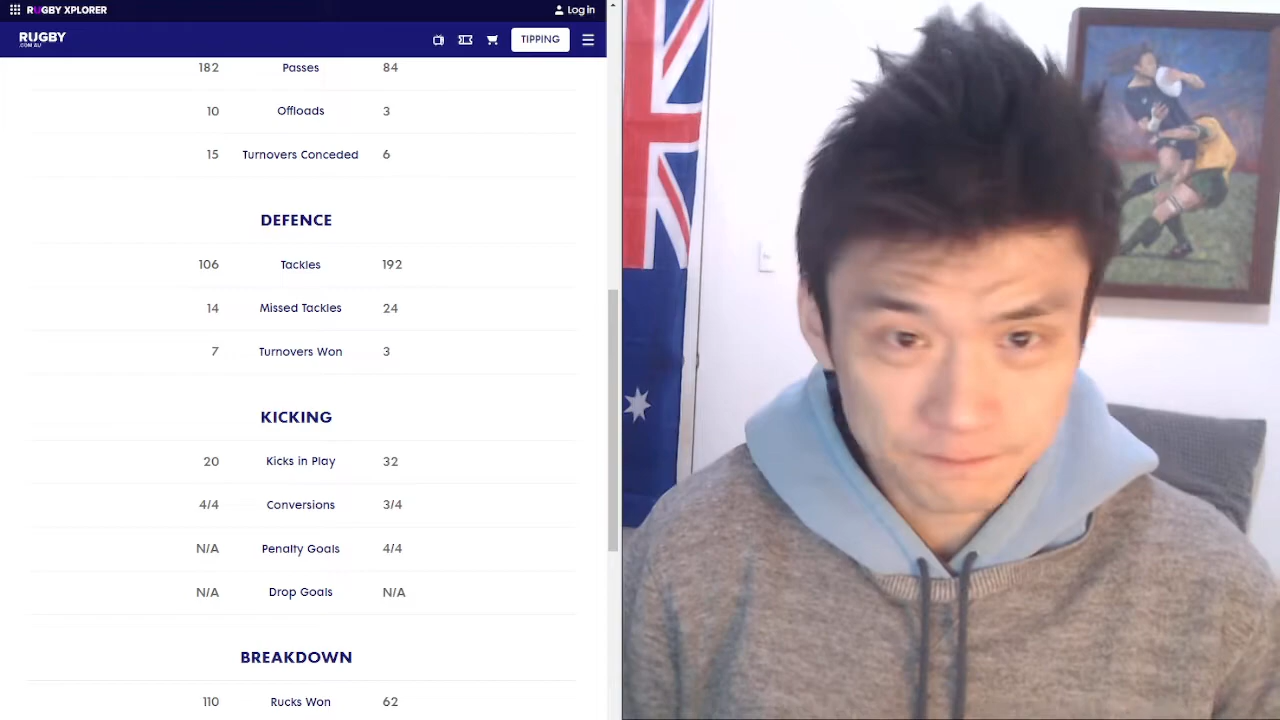 RUGBY XPLORER
Log in
RUGBY
.COM.AU
TIPPING
182 Passes 84
10 Offloads 3
15 Turnovers Conceded 6
DEFENCE
106 Tackles 192
14 Missed Tackles 24
7 Turnovers Won 3
KICKING
20 Kicks in Play 32
4/4 Conversions 3/4
N/A Penalty Goals 4/4
N/A Drop Goals N/A
BREAKDOWN
110 Rucks Won 62